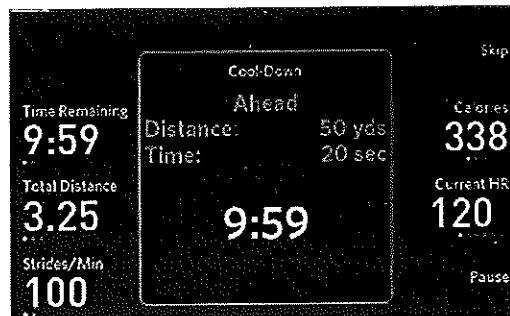 Skip
Cool-Down
Ahead
Distance: 50 yds
Time: 20 sec
9:59
Time Remaining
9:59
Total Distance
3.25
Strides/Min
100
Calories
338
Current HR
120
Pause